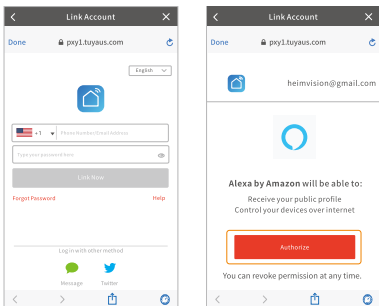 Link Account
Done
pxy1.tuyaus.com
English
+1
Phone Number/Email Address
Type your password here
Link Now
Forgot Password
Help
Log in with other method
Message
Twitter
Link Account
Done
pxy1.tuyaus.com
heimvision@gmail.com
Alexa by Amazon will be able to:
Receive your public profile
Control your devices over internet
Authorize
You can revoke permission at any time.